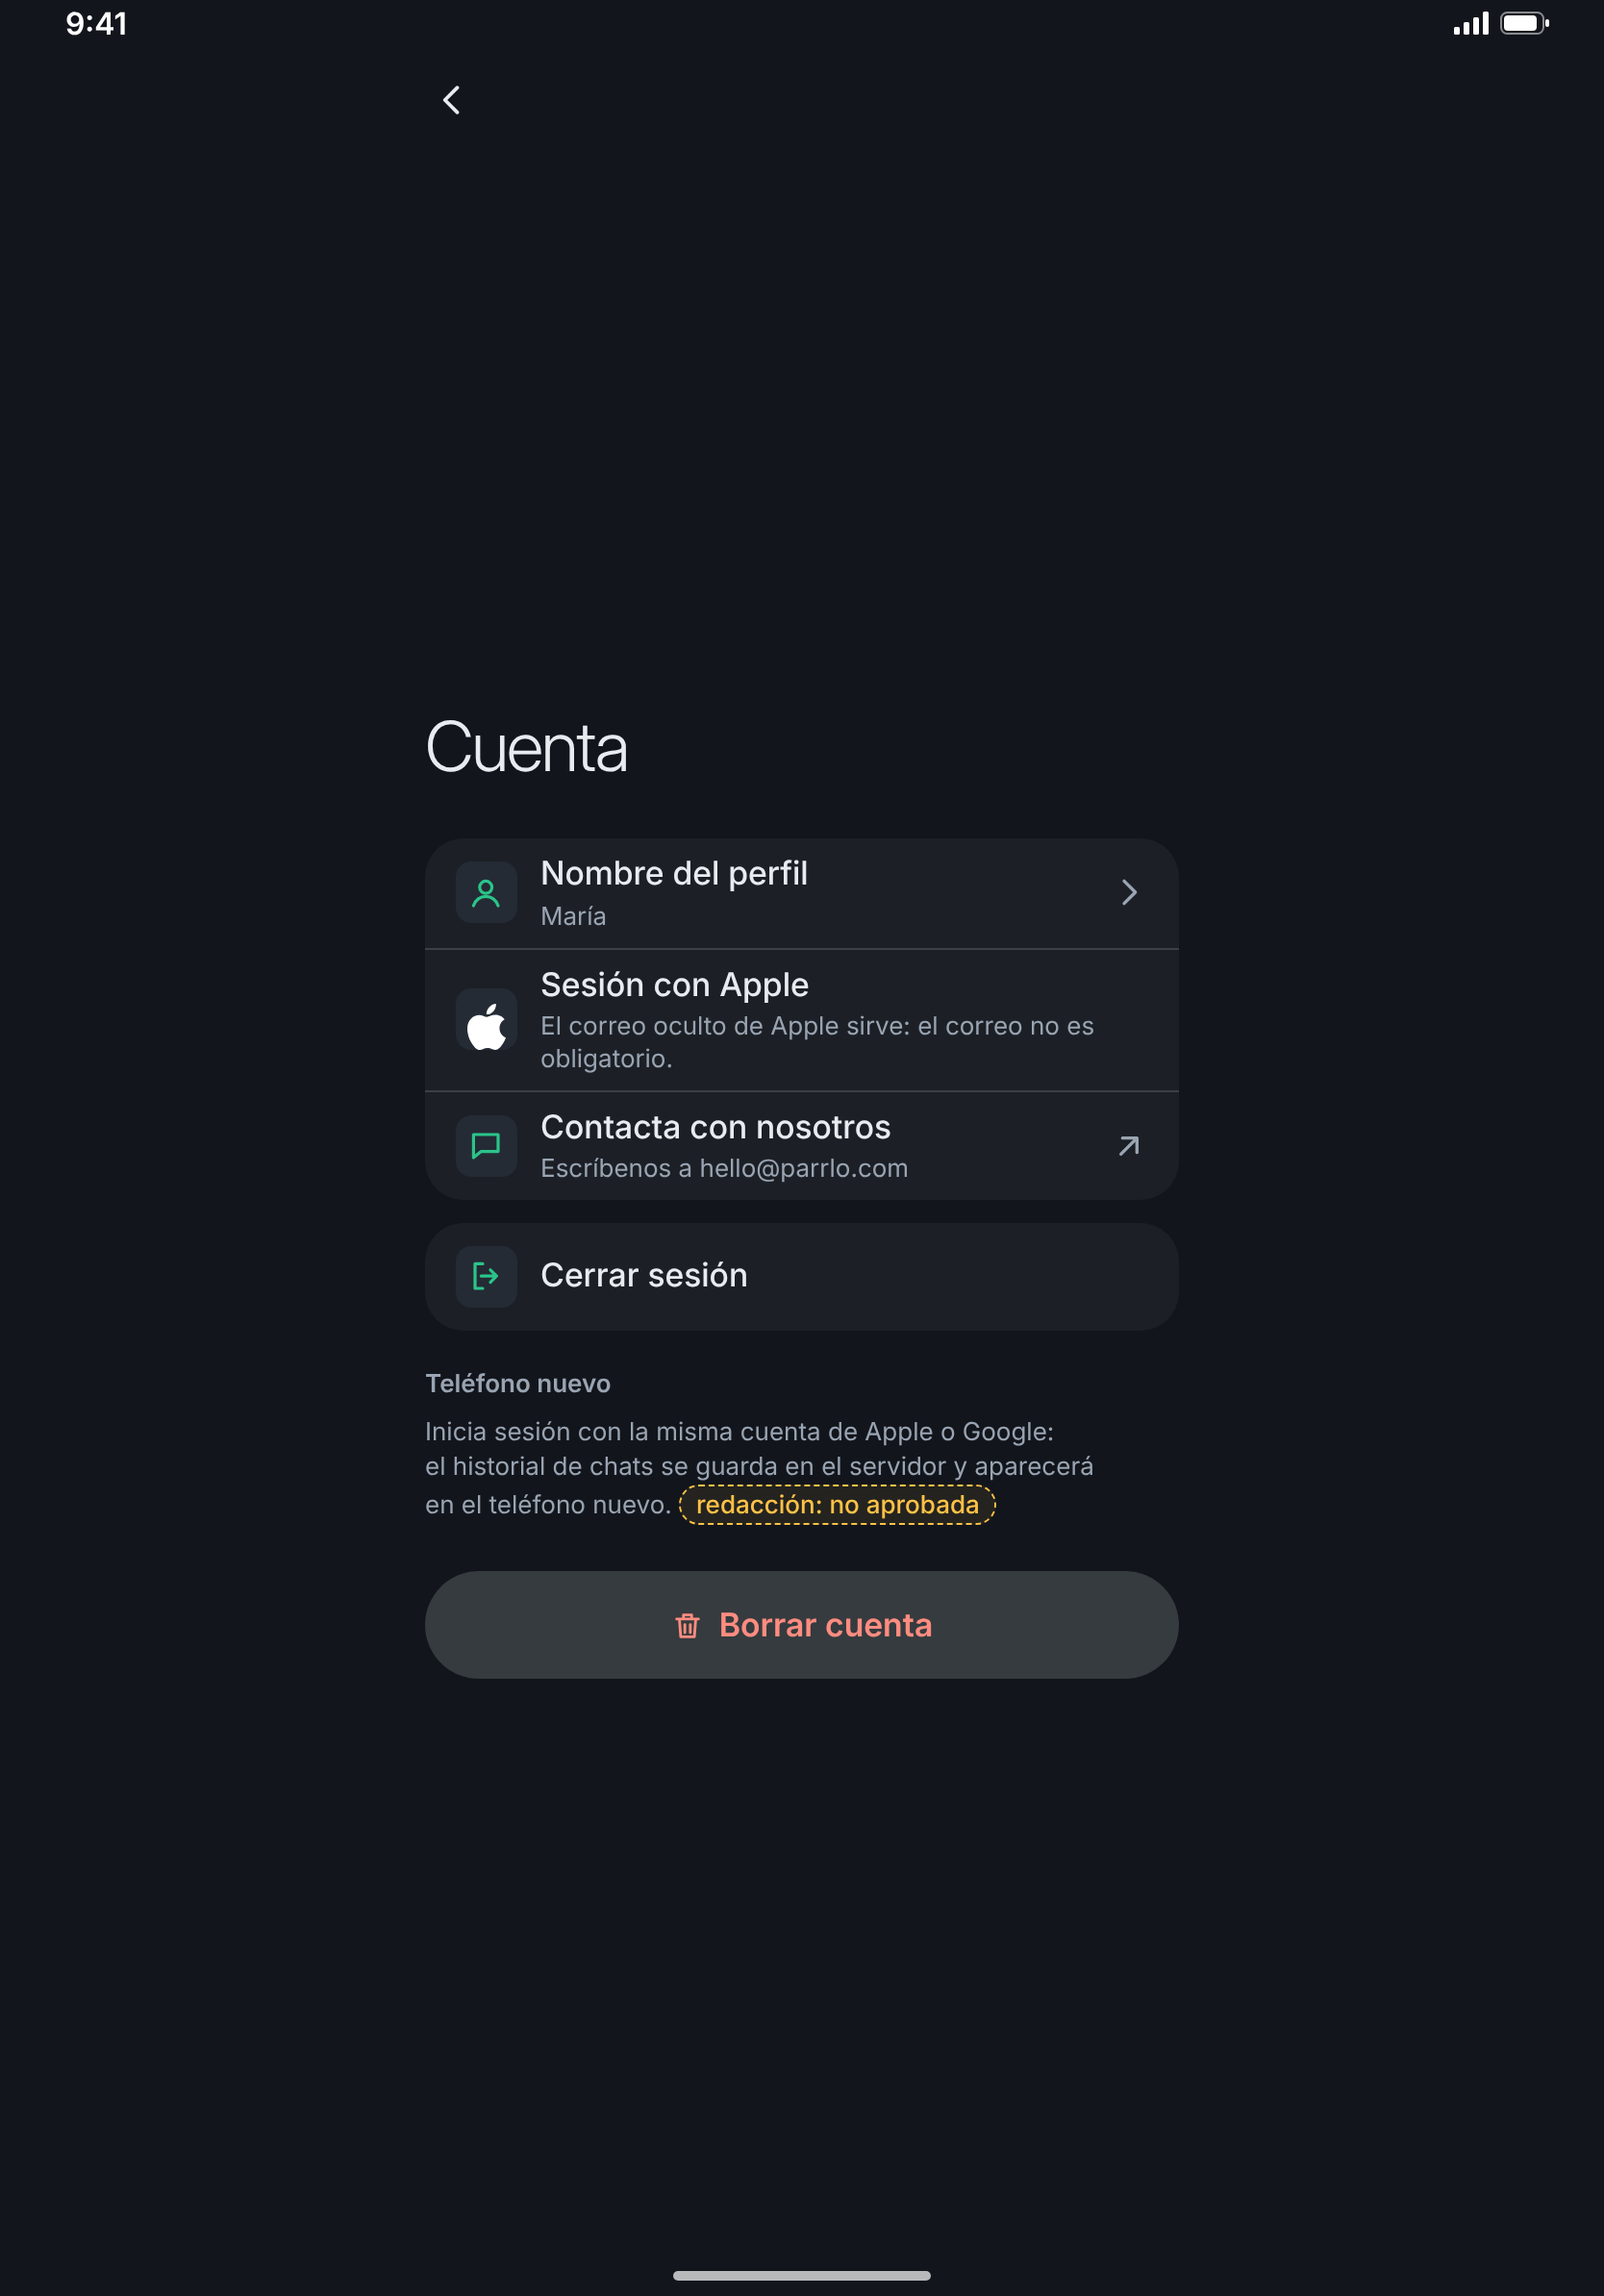 9:41
Cuenta
Nombre del perfil
María
Sesión con Apple
El correo oculto de Apple sirve: el correo no es
obligatorio.
Contacta con nosotros
Escríbenos a hello@parrlo.com
Cerrar sesión
Teléfono nuevo
Inicia sesión con la misma cuenta de Apple o Google:
el historial de chats se guarda en el servidor y aparecerá
en el teléfono nuevo. redacción: no aprobada
Borrar cuenta